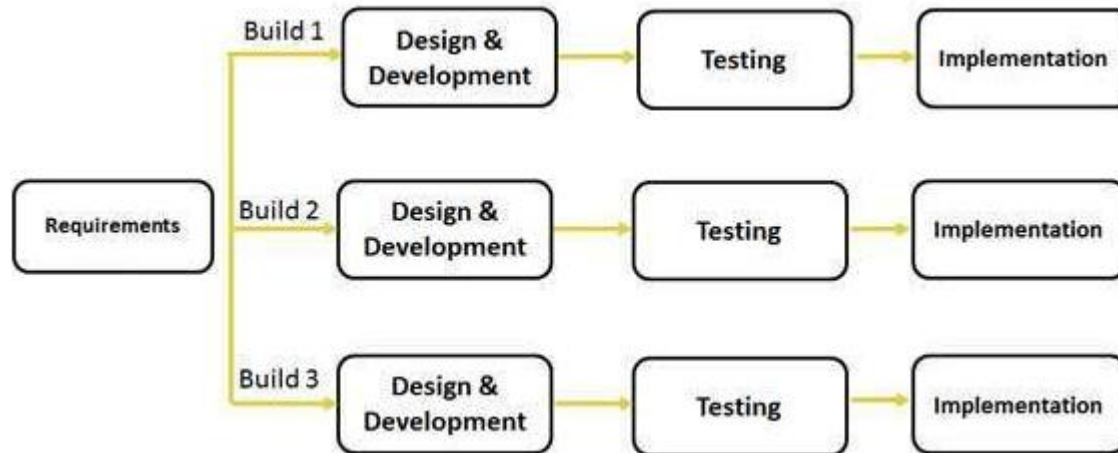 Build 1
Design &
Development
Testing
Implementation
Requirements
Build 2
Design &
Development
Testing
Implementation
Build 3
Design &
Development
Testing
Implementation